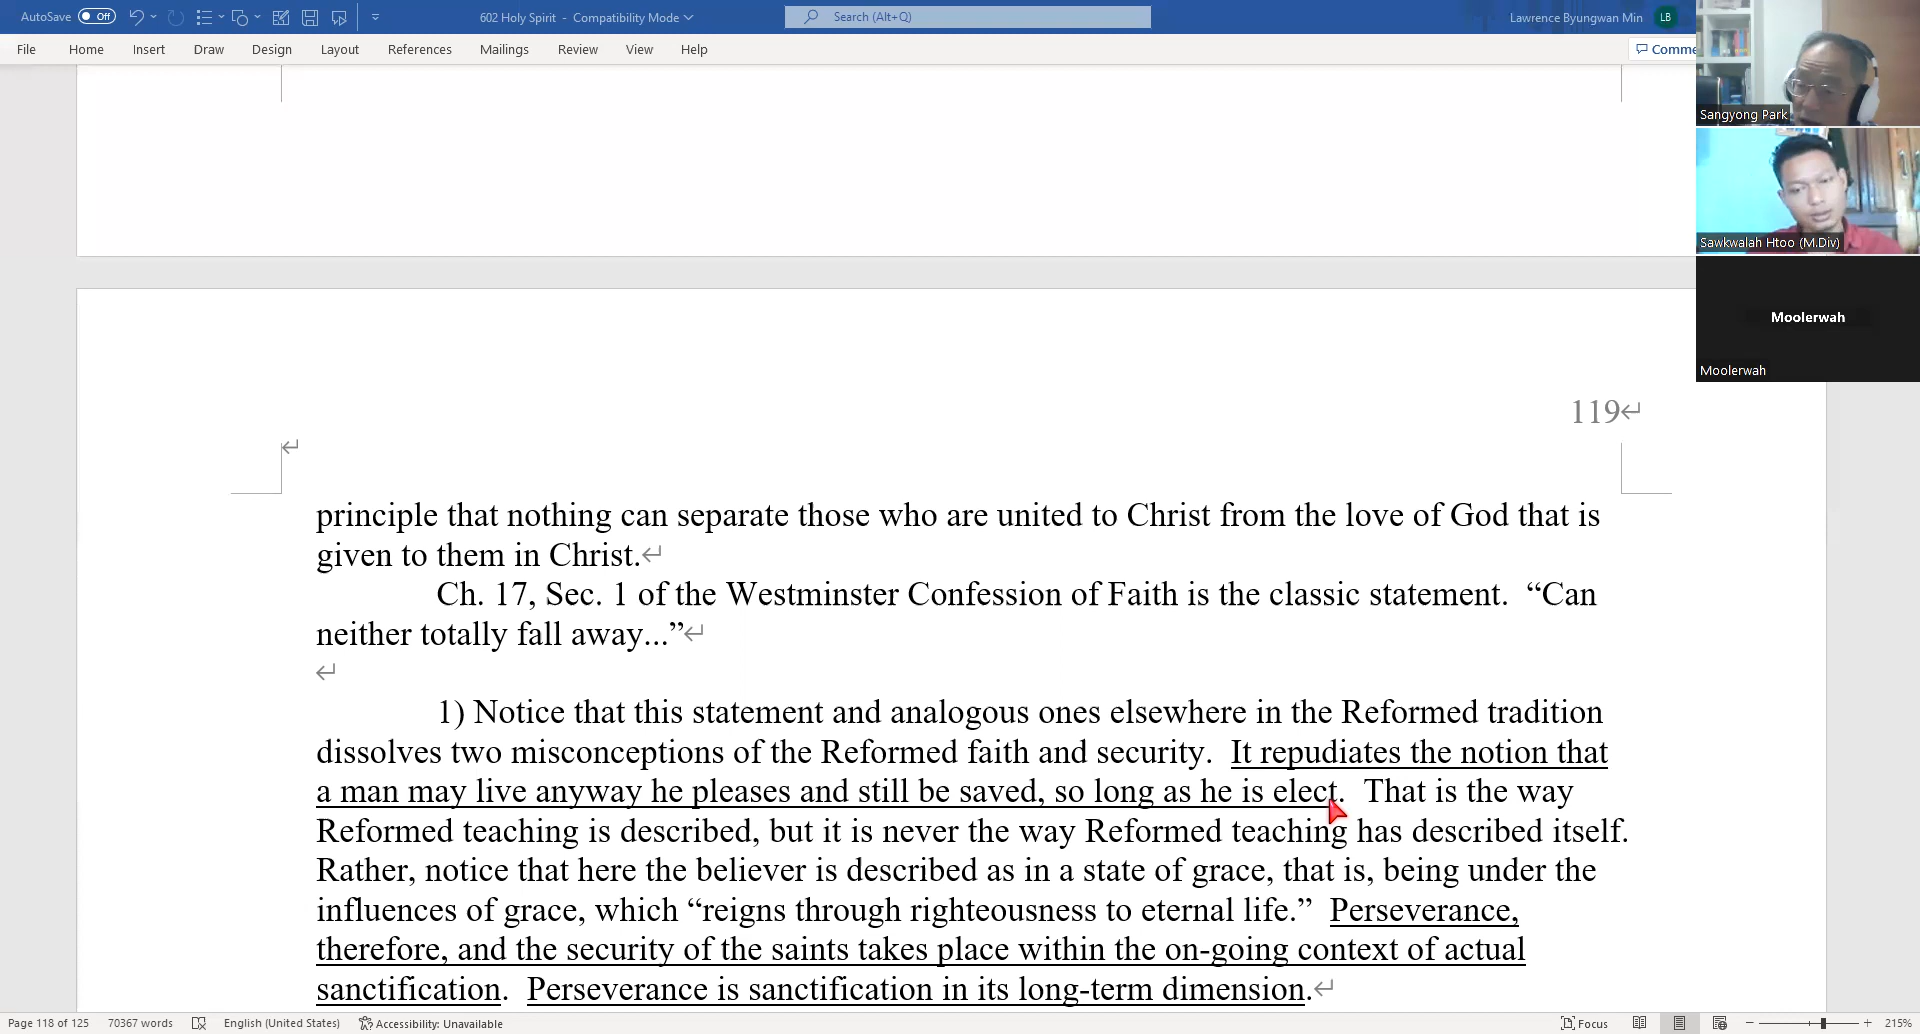 AutoSave Off 602 Holy Spirit - Compatibility Mode Search (Alt+Q) Lawrence Byungwan Min LB
File Home Insert Draw Design Layout References Mailings Review View Help Comme
Sangyong Park
Sawkwalah Htoo (M.Div)
Moolerwah
Moolerwah
119
principle that nothing can separate those who are united to Christ from the love of God that is
given to them in Christ.
Ch. 17, Sec. 1 of the Westminster Confession of Faith is the classic statement. “Can
neither totally fall away...”
1) Notice that this statement and analogous ones elsewhere in the Reformed tradition
dissolves two misconceptions of the Reformed faith and security. It repudiates the notion that
a man may live anyway he pleases and still be saved, so long as he is elect. That is the way
Reformed teaching is described, but it is never the way Reformed teaching has described itself.
Rather, notice that here the believer is described as in a state of grace, that is, being under the
influences of grace, which “reigns through righteousness to eternal life.” Perseverance,
therefore, and the security of the saints takes place within the on-going context of actual
sanctification. Perseverance is sanctification in its long-term dimension.
Page 118 of 125 70367 words English (United States) Accessibility: Unavailable Focus 215%